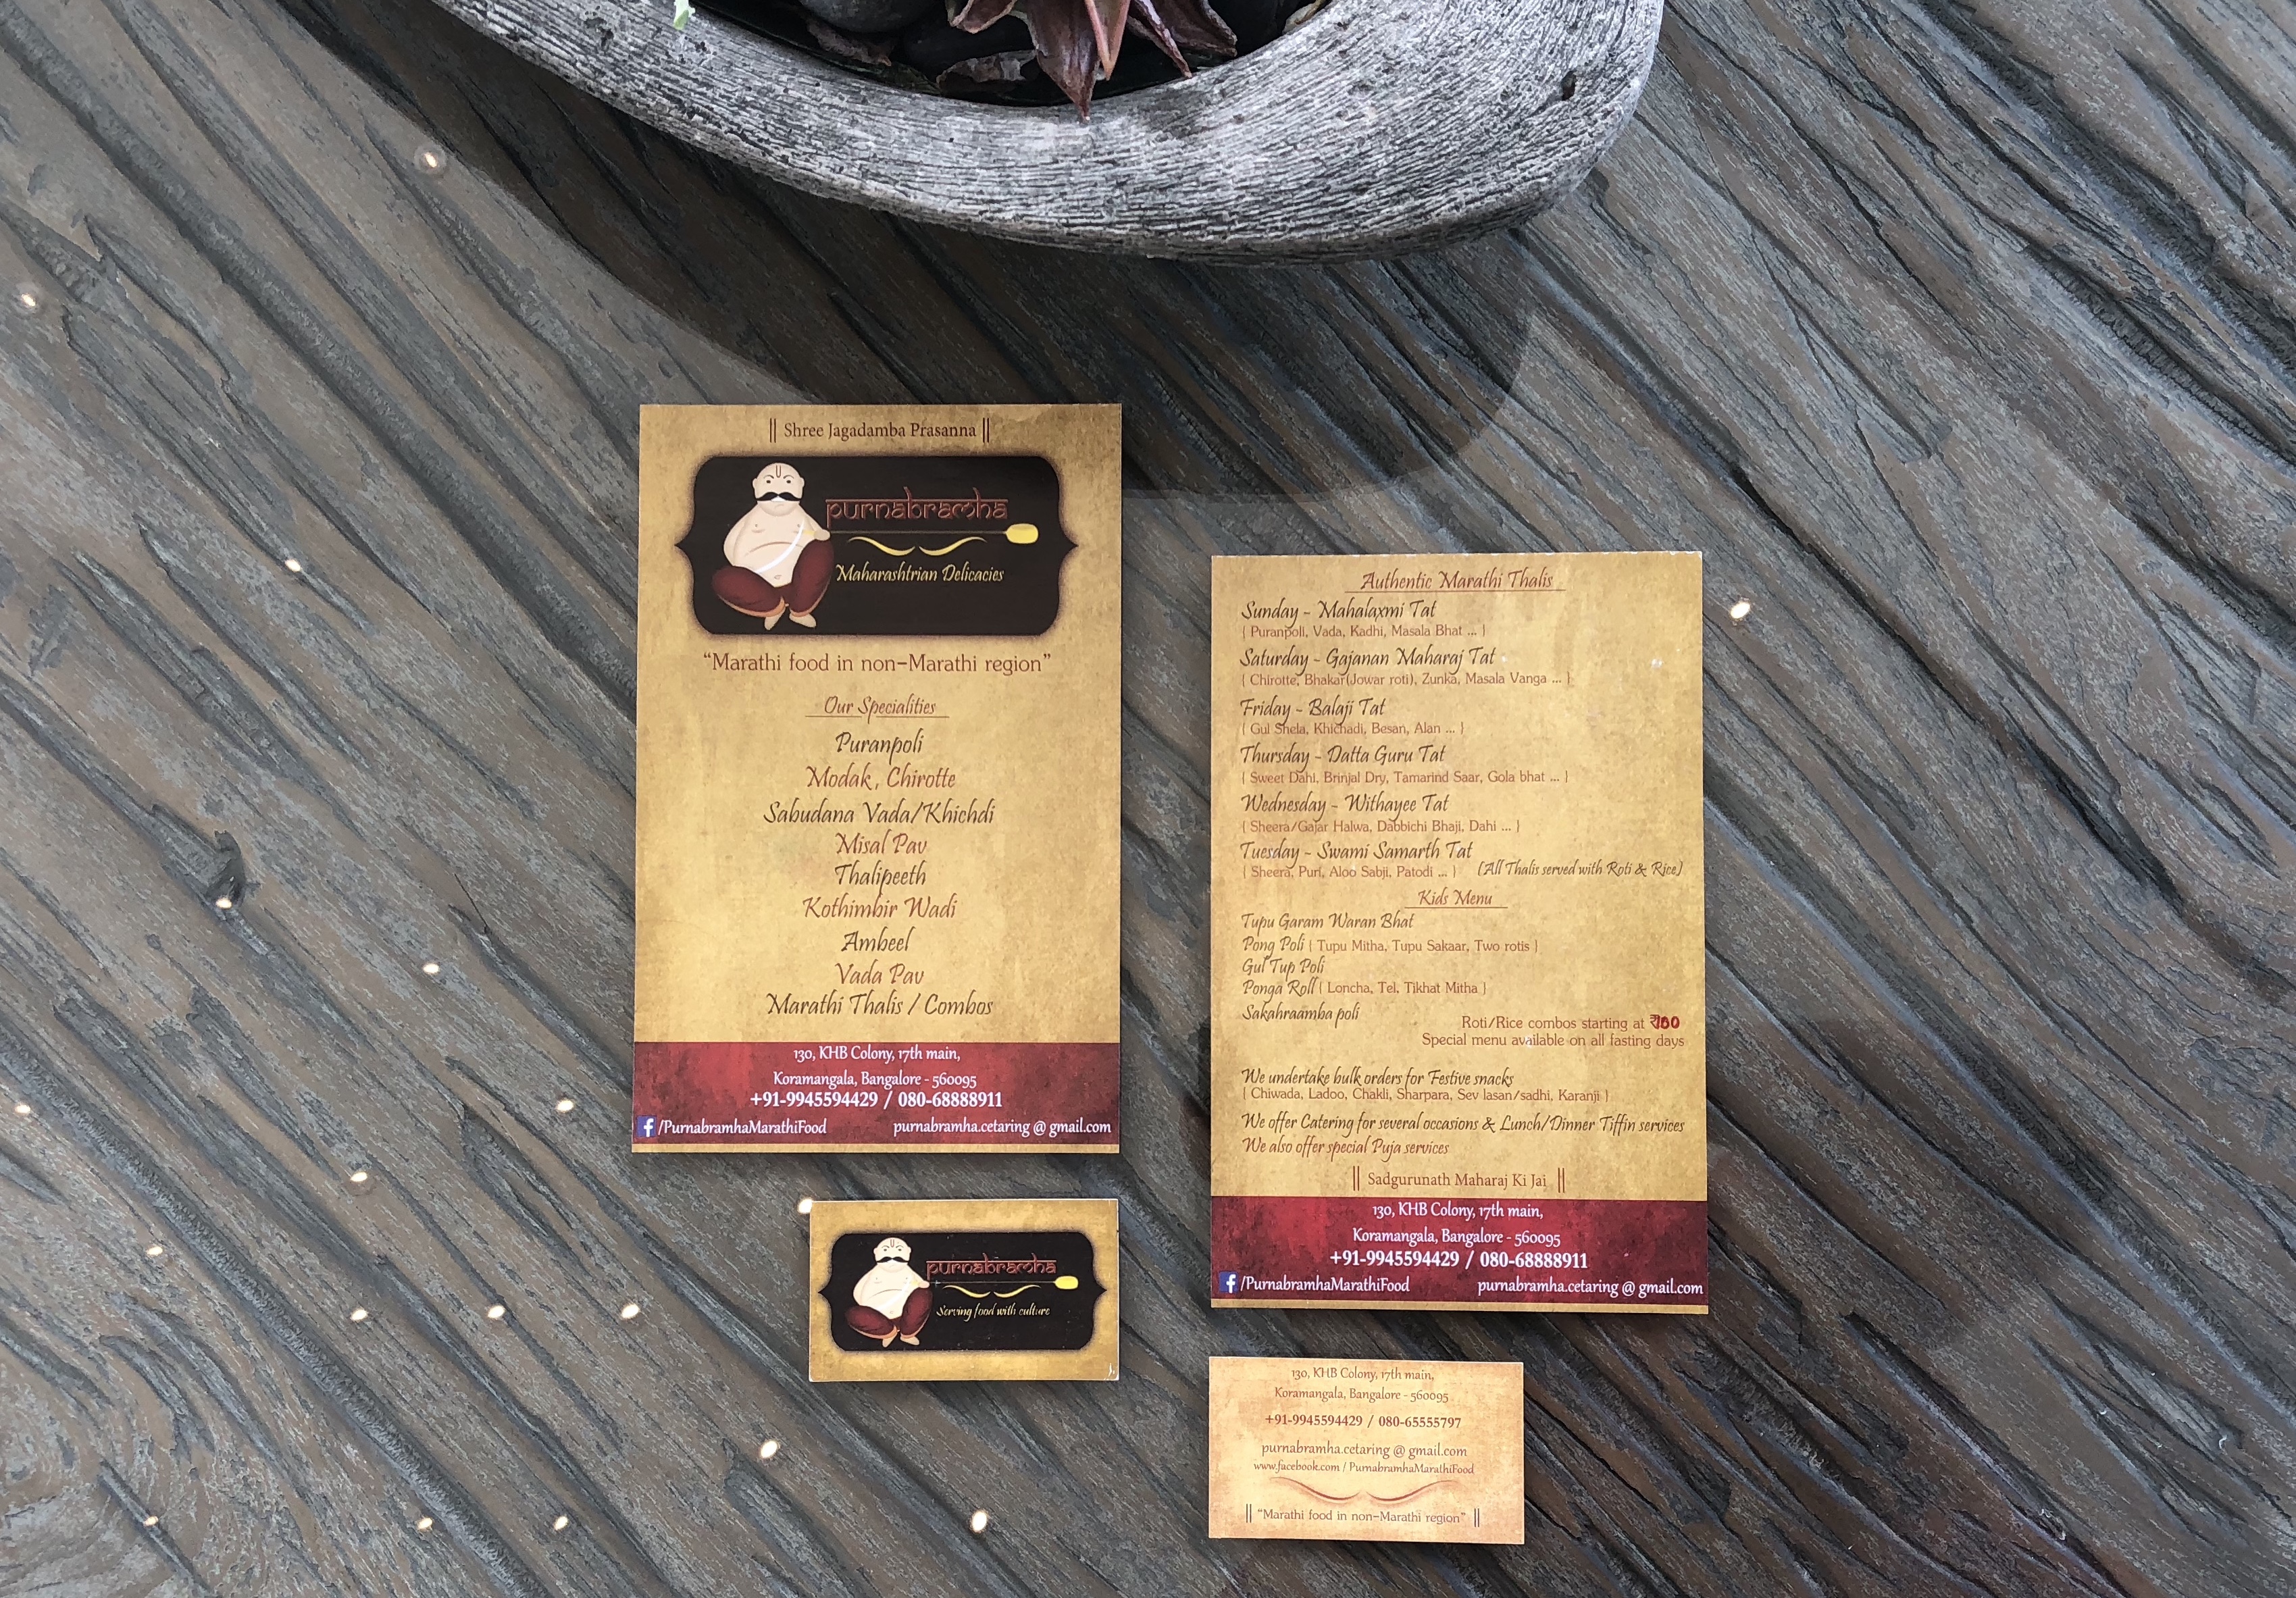 || Shree Jagadamba Prasanna ||
purnabramha
Maharashtrian Delicacies
“Marathi food in non-Marathi region”
Our Specialities
Puranpoli
Modak, Chirotte
Sabudana Vada/Khichdi
Misal Pav
Thalipeeth
Kothimbir Wadi
Ambeel
Vada Pav
Marathi Thalis / Combos
130, KHB Colony, 17th main,
Koramangala, Bangalore - 560095
+91-9945594429 / 080-68888911
f /PurnabramhaMarathiFood purnabramha.cetaring @ gmail.com
Authentic Marathi Thalis
Sunday - Mahalaxmi Tat
{ Puranpoli, Vada, Kadhi, Masala Bhat ... }
Saturday - Gajanan Maharaj Tat
{ Chirotte, Bhakar(Jowar roti), Zunka, Masala Vanga ... }
Friday - Balaji Tat
{ Gul Shela, Khichadi, Besan, Alan ... }
Thursday - Datta Guru Tat
{ Sweet Dahi, Brinjal Dry, Tamarind Saar, Gola bhat ... }
Wednesday - Withayee Tat
{ Sheera/Gajar Halwa, Dabbichi Bhaji, Dahi ... }
Tuesday - Swami Samarth Tat
{ Sheera, Puri, Aloo Sabji, Patodi ... } (All Thalis served with Roti & Rice)
Kids Menu
Tupu Garam Waran Bhat
Pong Poli { Tupu Mitha, Tupu Sakaar, Two rotis }
Gul Tup Poli
Ponga Roll { Loncha, Tel, Tikhat Mitha }
Sakahraamba poli
Roti/Rice combos starting at ₹100
Special menu available on all fasting days
We undertake bulk orders for Festive snacks
{ Chiwada, Ladoo, Chakli, Sharpara, Sev lasan/sadhi, Karanji }
We offer Catering for several occasions & Lunch/Dinner Tiffin services
We also offer special Puja services
|| Sadgurunath Maharaj Ki Jai ||
130, KHB Colony, 17th main,
Koramangala, Bangalore - 560095
+91-9945594429 / 080-68888911
f /PurnabramhaMarathiFood purnabramha.cetaring @ gmail.com
purnabramha
Serving food with culture
130, KHB Colony, 17th main,
Koramangala, Bangalore - 560095
+91-9945594429 / 080-65555797
purnabramha.cetaring @ gmail.com
www.facebook.com / PurnabramhaMarathiFood
|| “Marathi food in non-Marathi region” ||